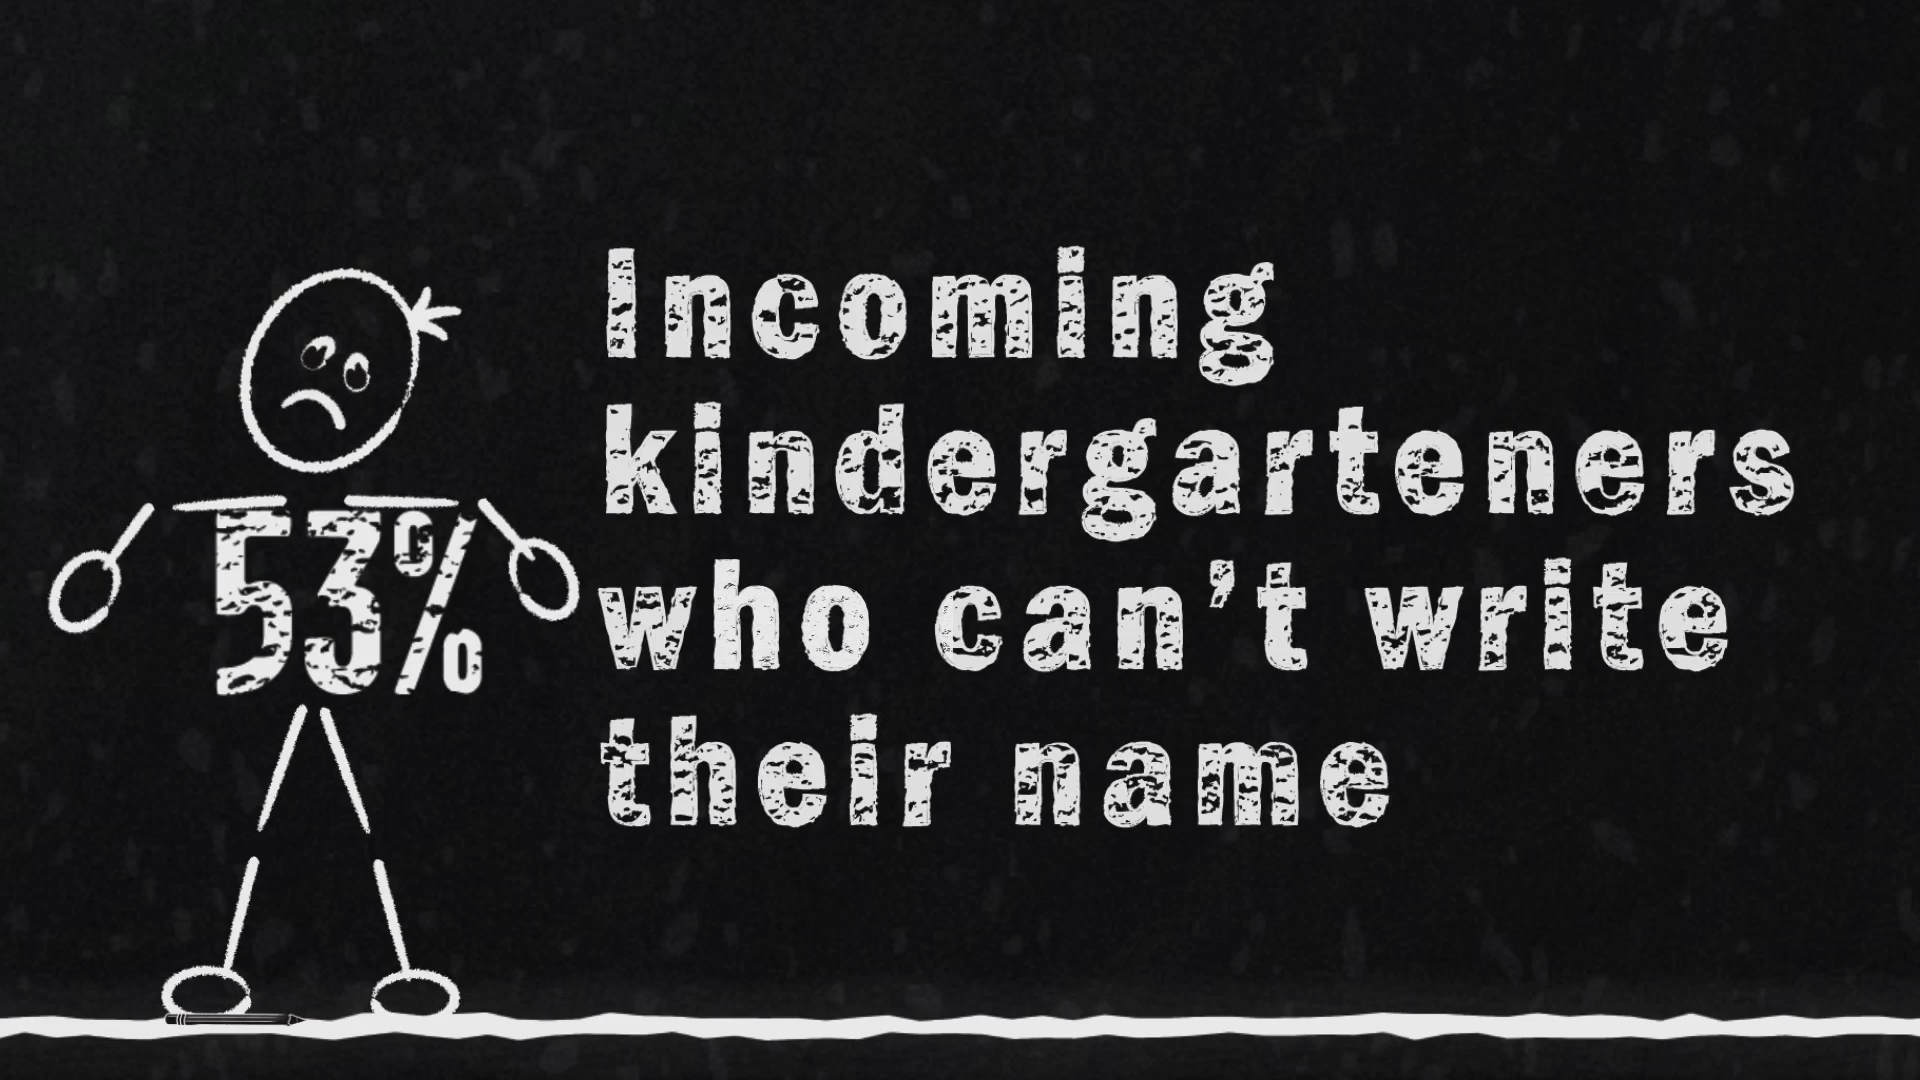 53%
Incoming
kindergarteners
who can’t write
their name